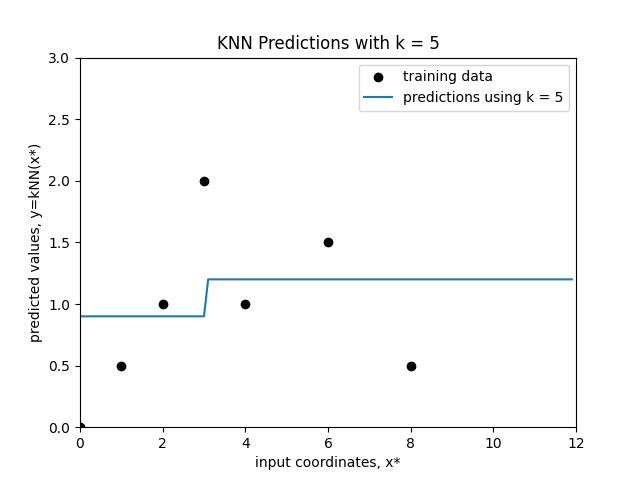 KNN Predictions with k = 5
training data
predictions using k = 5
predicted values, y=kNN(x*)
3.0
2.5
2.0
1.5
1.0
0.5
0.0
0 2 4 6 8 10 12
input coordinates, x*